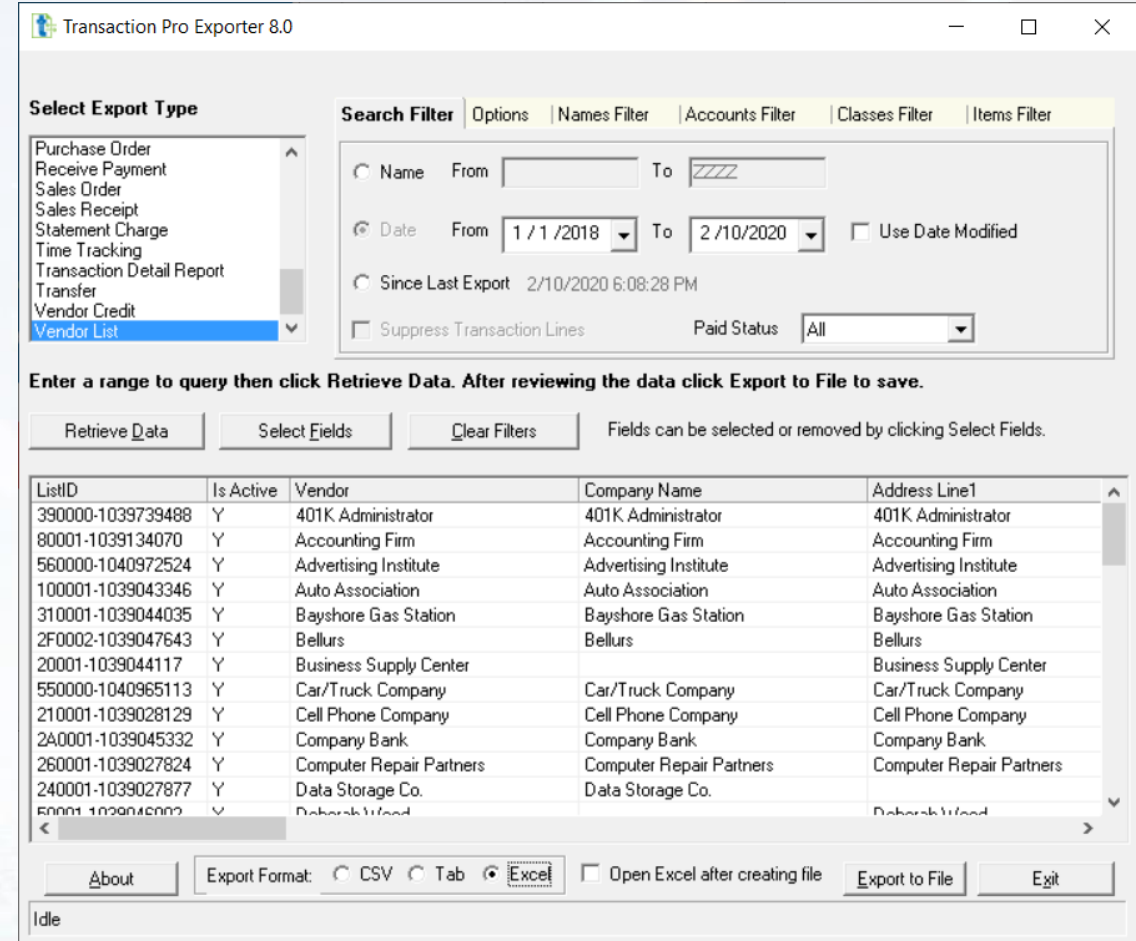 Transaction Pro Exporter 8.0
Select Export Type
Purchase Order
Receive Payment
Sales Order
Sales Receipt
Statement Charge
Time Tracking
Transaction Detail Report
Transfer
Vendor Credit
Vendor List
Search Filter Options Names Filter Accounts Filter Classes Filter Items Filter
Name From To ZZZZ
Date From 1 / 1 /2018 To 2 /10/2020 Use Date Modified
Since Last Export 2/10/2020 6:08:28 PM
Suppress Transaction Lines Paid Status All
Enter a range to query then click Retrieve Data. After reviewing the data click Export to File to save.
Retrieve Data Select Fields Clear Filters Fields can be selected or removed by clicking Select Fields.
ListID Is Active Vendor Company Name Address Line1
390000-1039739488 Y 401K Administrator 401K Administrator 401K Administrator
80001-1039134070 Y Accounting Firm Accounting Firm Accounting Firm
560000-1040972524 Y Advertising Institute Advertising Institute Advertising Institute
100001-1039043346 Y Auto Association Auto Association Auto Association
310001-1039044035 Y Bayshore Gas Station Bayshore Gas Station Bayshore Gas Station
2F0002-1039047643 Y Bellurs Bellurs Bellurs
20001-1039044117 Y Business Supply Center Business Supply Center
550000-1040965113 Y Car/Truck Company Car/Truck Company Car/Truck Company
210001-1039028129 Y Cell Phone Company Cell Phone Company Cell Phone Company
2A0001-1039045332 Y Company Bank Company Bank Company Bank
260001-1039027824 Y Computer Repair Partners Computer Repair Partners Computer Repair Partners
240001-1039027877 Y Data Storage Co. Data Storage Co.
50001-1039046002 Y Deborah Wood Deborah Wood
About Export Format: CSV Tab Excel Open Excel after creating file Export to File Exit
Idle